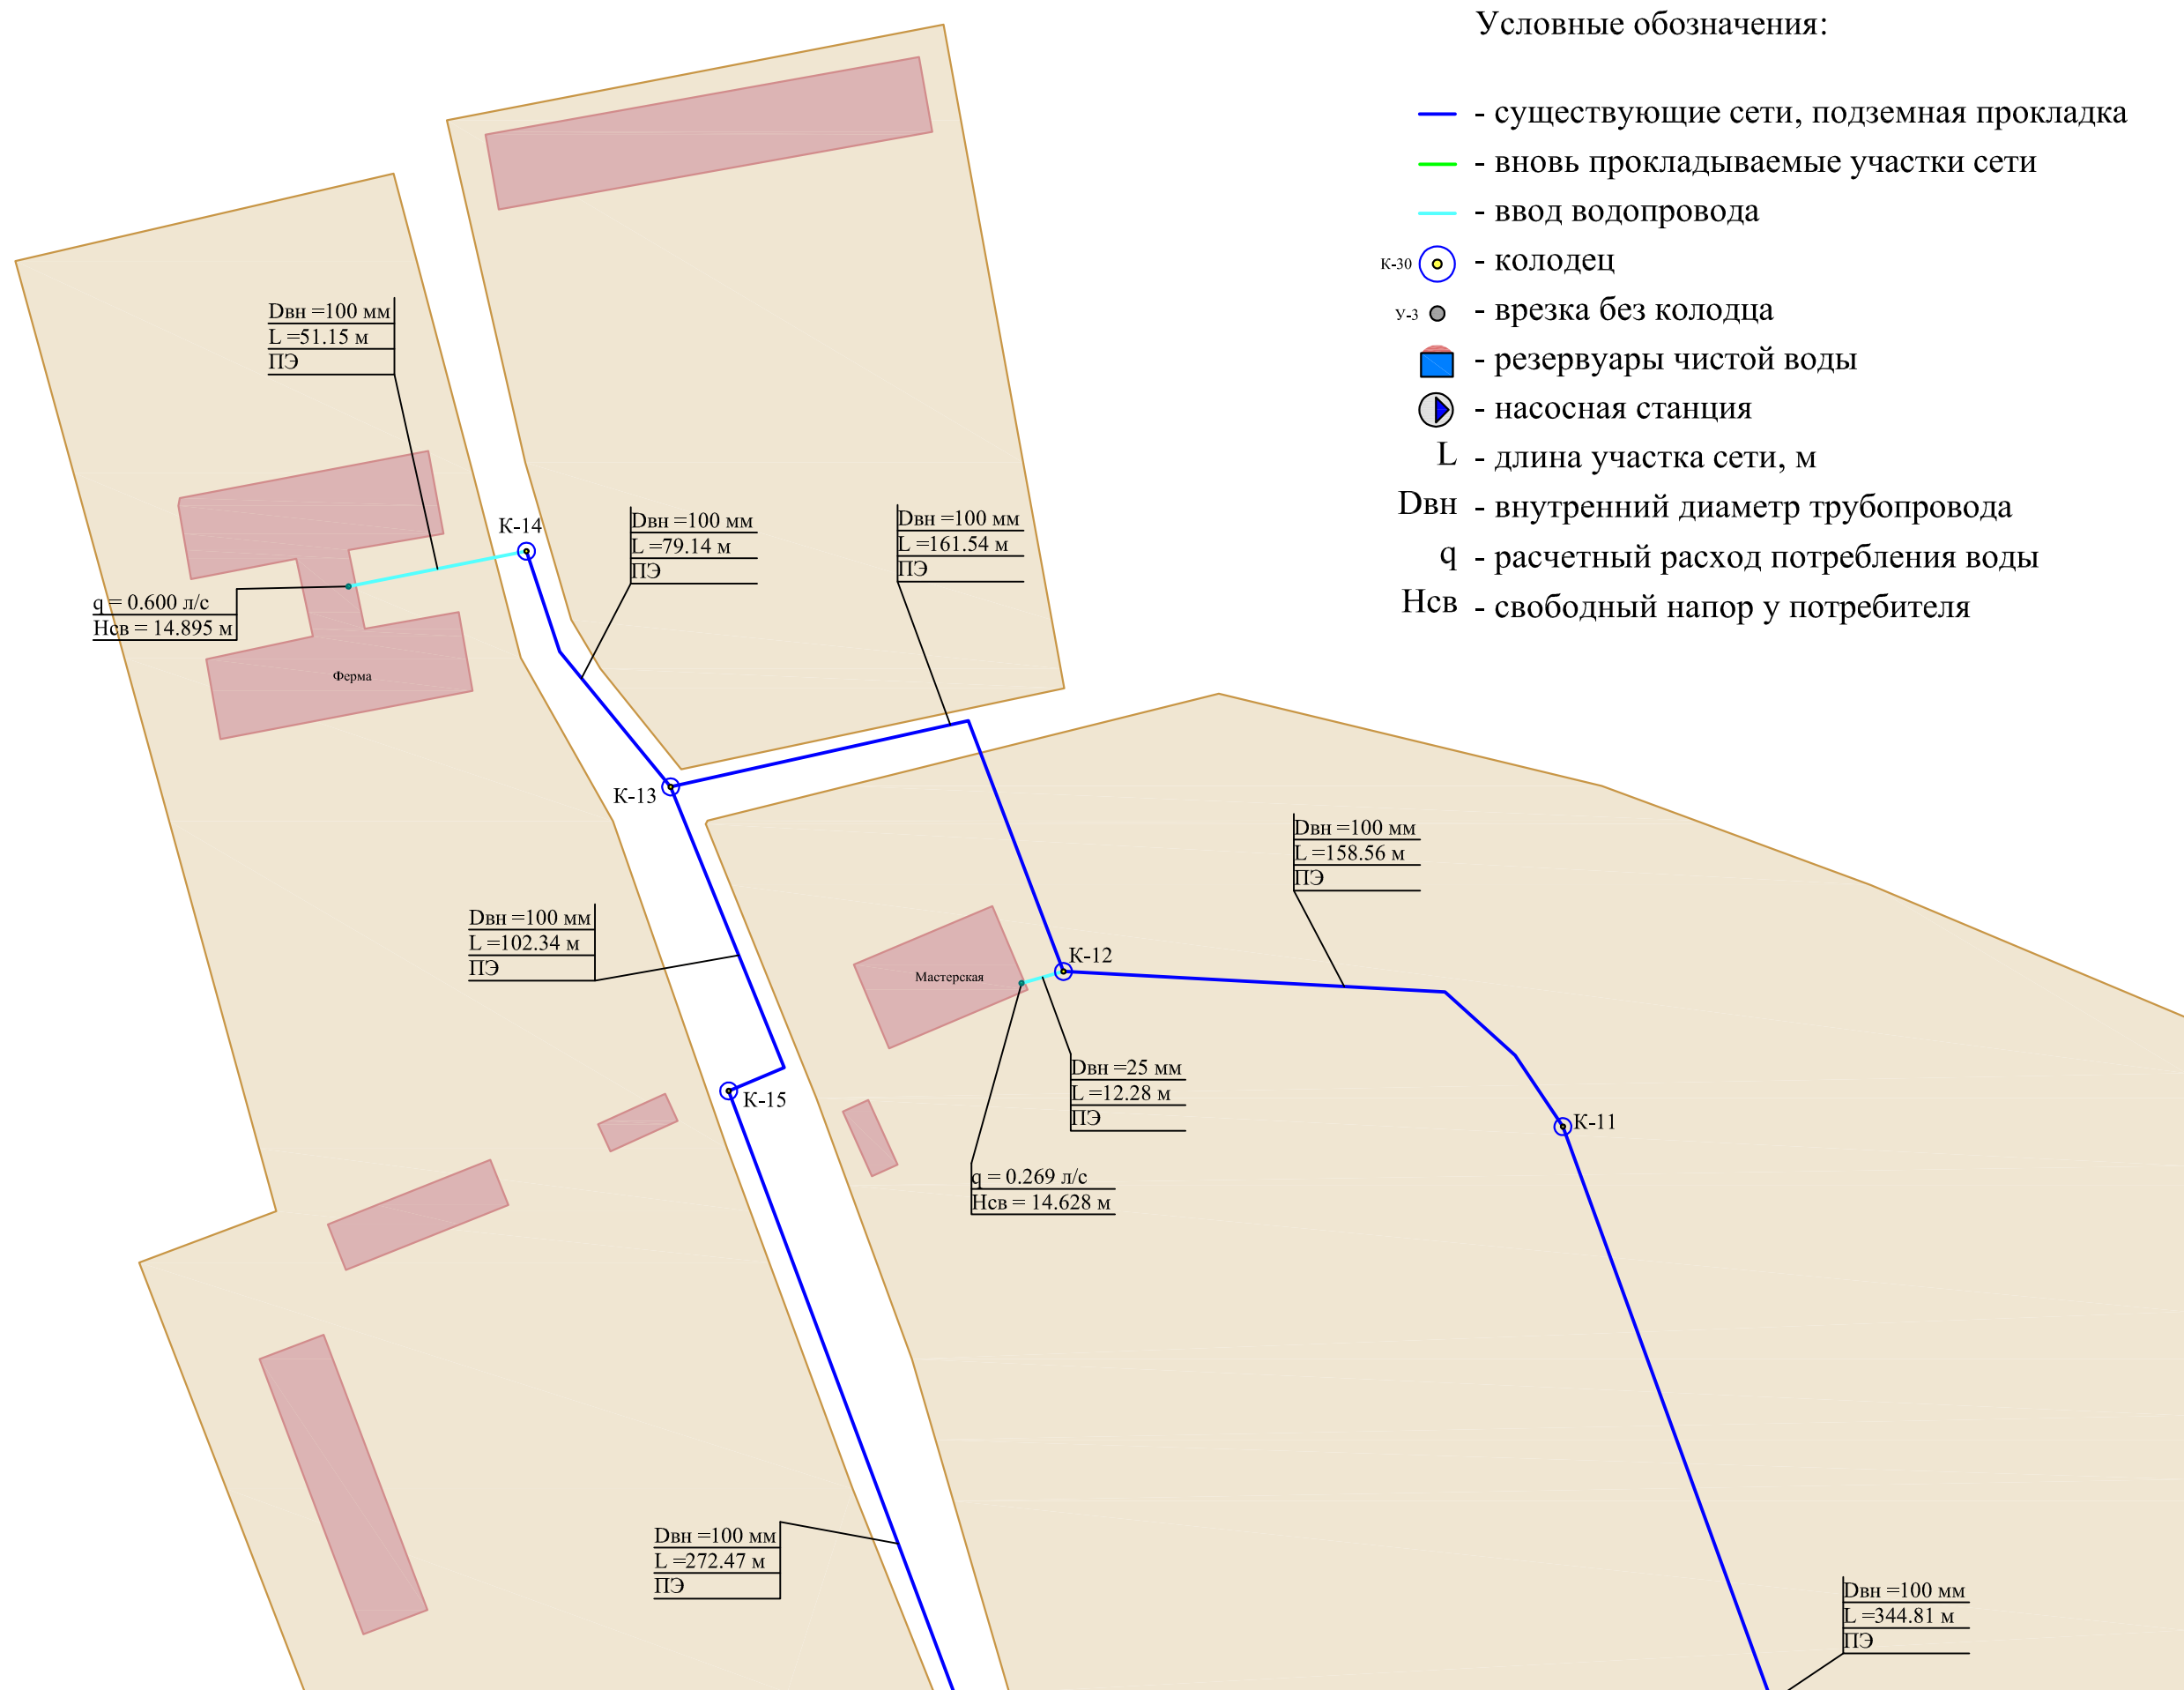 Условные обозначения:
- существующие сети, подземная прокладка
- вновь прокладываемые участки сети
- ввод водопровода
К-30 - колодец
У-3 - врезка без колодца
- резервуары чистой воды
- насосная станция
L - длина участка сети, м
Dвн - внутренний диаметр трубопровода
q - расчетный расход потребления воды
Hсв - свободный напор у потребителя
Dвн =100 мм
L =51.15 м
ПЭ
К-14
Dвн =100 мм
L =79.14 м
ПЭ
Dвн =100 мм
L =161.54 м
ПЭ
q = 0.600 л/с
Hсв = 14.895 м
Ферма
К-13
Dвн =100 мм
L =158.56 м
ПЭ
Dвн =100 мм
L =102.34 м
ПЭ
К-12
Мастерская
Dвн =25 мм
L =12.28 м
ПЭ
К-15
К-11
q = 0.269 л/с
Hсв = 14.628 м
Dвн =100 мм
L =272.47 м
ПЭ
Dвн =100 мм
L =344.81 м
ПЭ